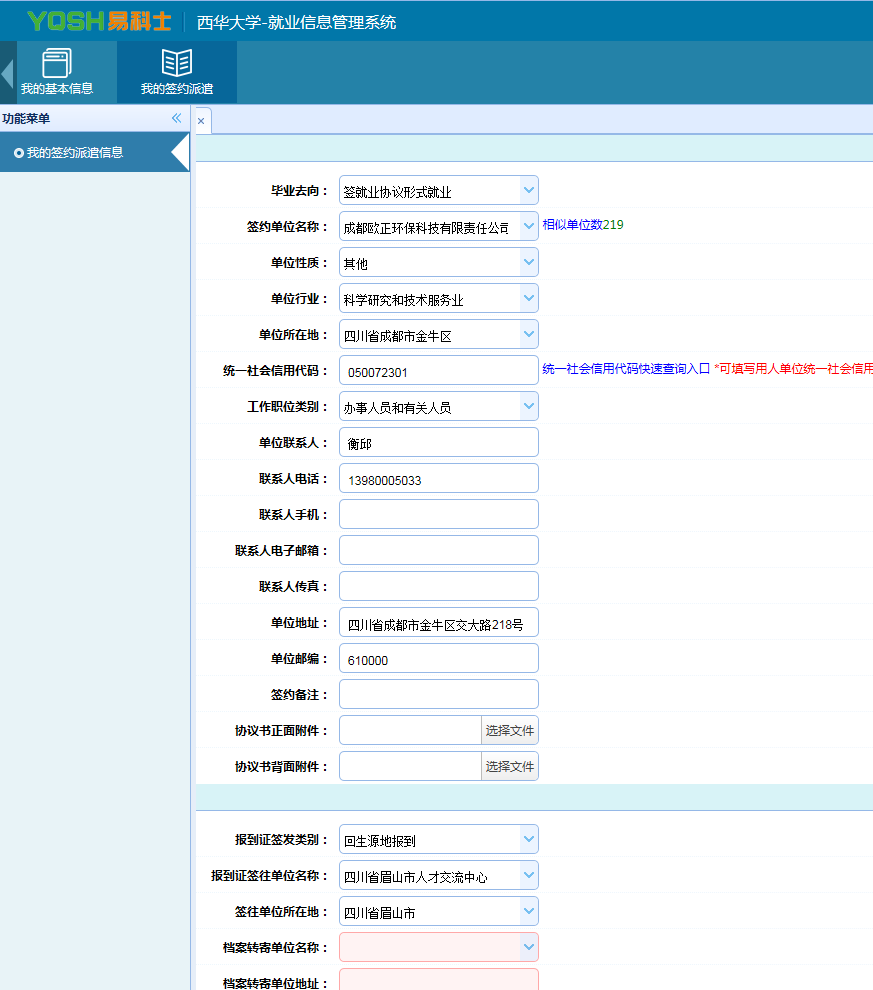 YOSH易科士 西华大学-就业信息管理系统
我的基本信息 我的签约派遣
功能菜单
我的签约派遣信息
毕业去向： 签就业协议形式就业
签约单位名称： 成都欧正环保科技有限责任公司 相似单位数219
单位性质： 其他
单位行业： 科学研究和技术服务业
单位所在地： 四川省成都市金牛区
统一社会信用代码： 050072301 统一社会信用代码快速查询入口 *可填写用人单位统一社会信用
工作职位类别： 办事人员和有关人员
单位联系人： 衡邱
联系人电话： 13980005033
联系人手机：
联系人电子邮箱：
联系人传真：
单位地址： 四川省成都市金牛区交大路218号
单位邮编： 610000
签约备注：
协议书正面附件： 选择文件
协议书背面附件： 选择文件
报到证签发类别： 回生源地报到
报到证签往单位名称： 四川省眉山市人才交流中心
签往单位所在地： 四川省眉山市
档案转寄单位名称：
档案转寄单位地址：